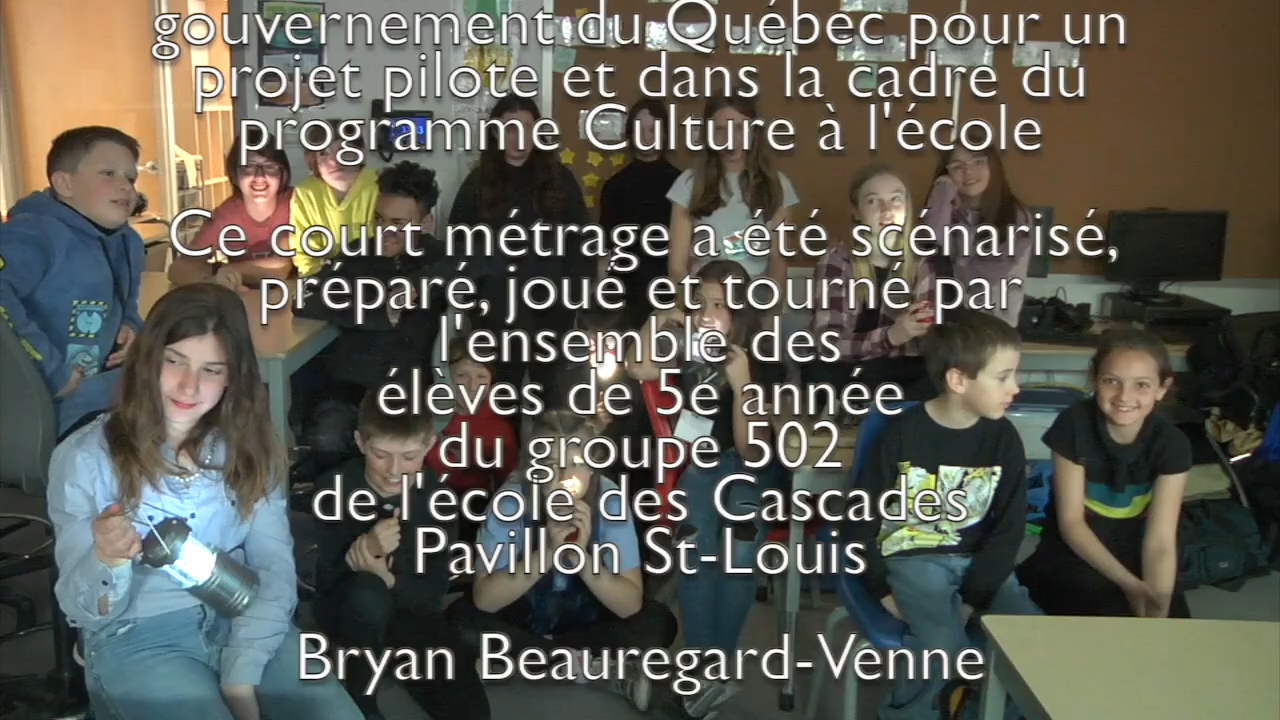 gouvernement du Québec pour un
projet pilote et dans la cadre du
programme Culture à l'école
Ce court métrage a été scénarisé,
préparé, joué et tourné par
l'ensemble des
élèves de 5e année
du groupe 502
de l'école des Cascades
Pavillon St-Louis
Bryan Beauregard-Venne